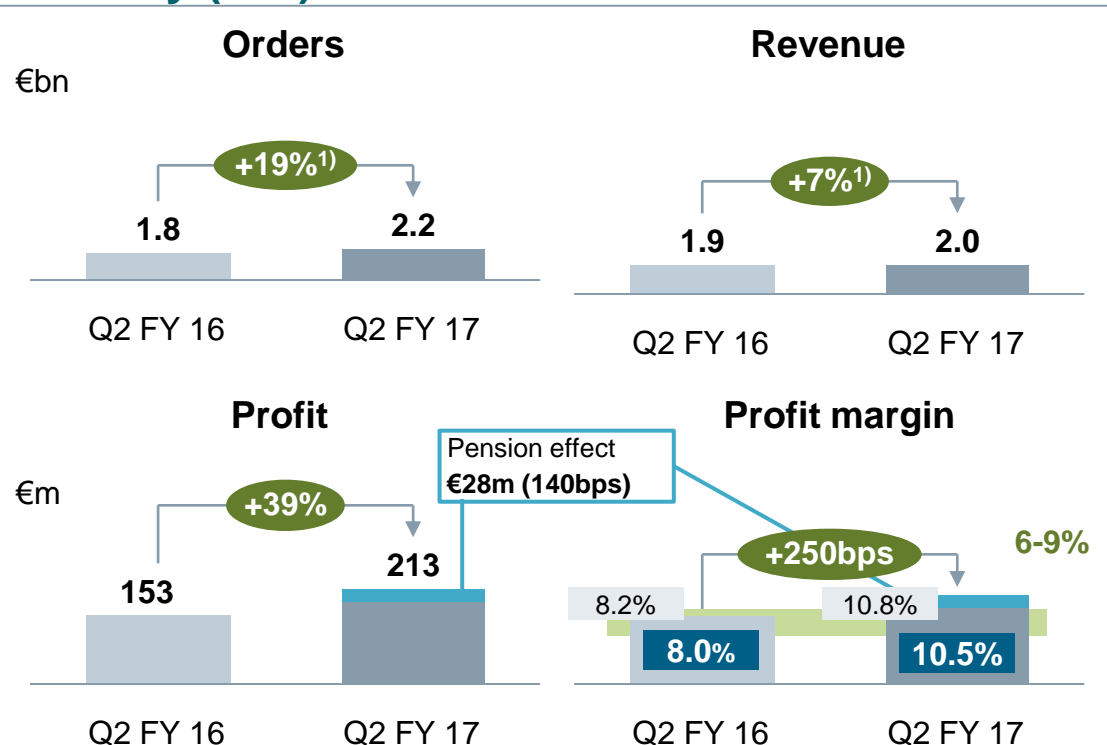 Orders
Revenue
€bn
+19%1)
+7%1)
1.8
2.2
1.9
2.0
Q2 FY 16
Q2 FY 17
Q2 FY 16
Q2 FY 17
Profit
Profit margin
Pension effect
€28m (140bps)
€m
+39%
+250bps
6-9%
153
213
8.2%
10.8%
8.0%
10.5%
Q2 FY 16
Q2 FY 17
Q2 FY 16
Q2 FY 17